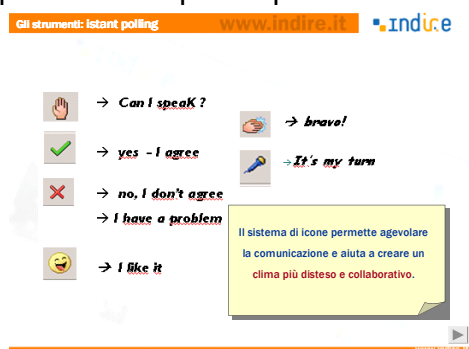 Gli strumenti: istant polling
www.indire.it
indire
→ Can I speaK ?
→ bravo!
→ yes - I agree
→ It's my turn
→ no, I don't agree
→ I have a problem
→ I like it
Il sistema di icone permette agevolare
la comunicazione e aiuta a creare un
clima più disteso e collaborativo.